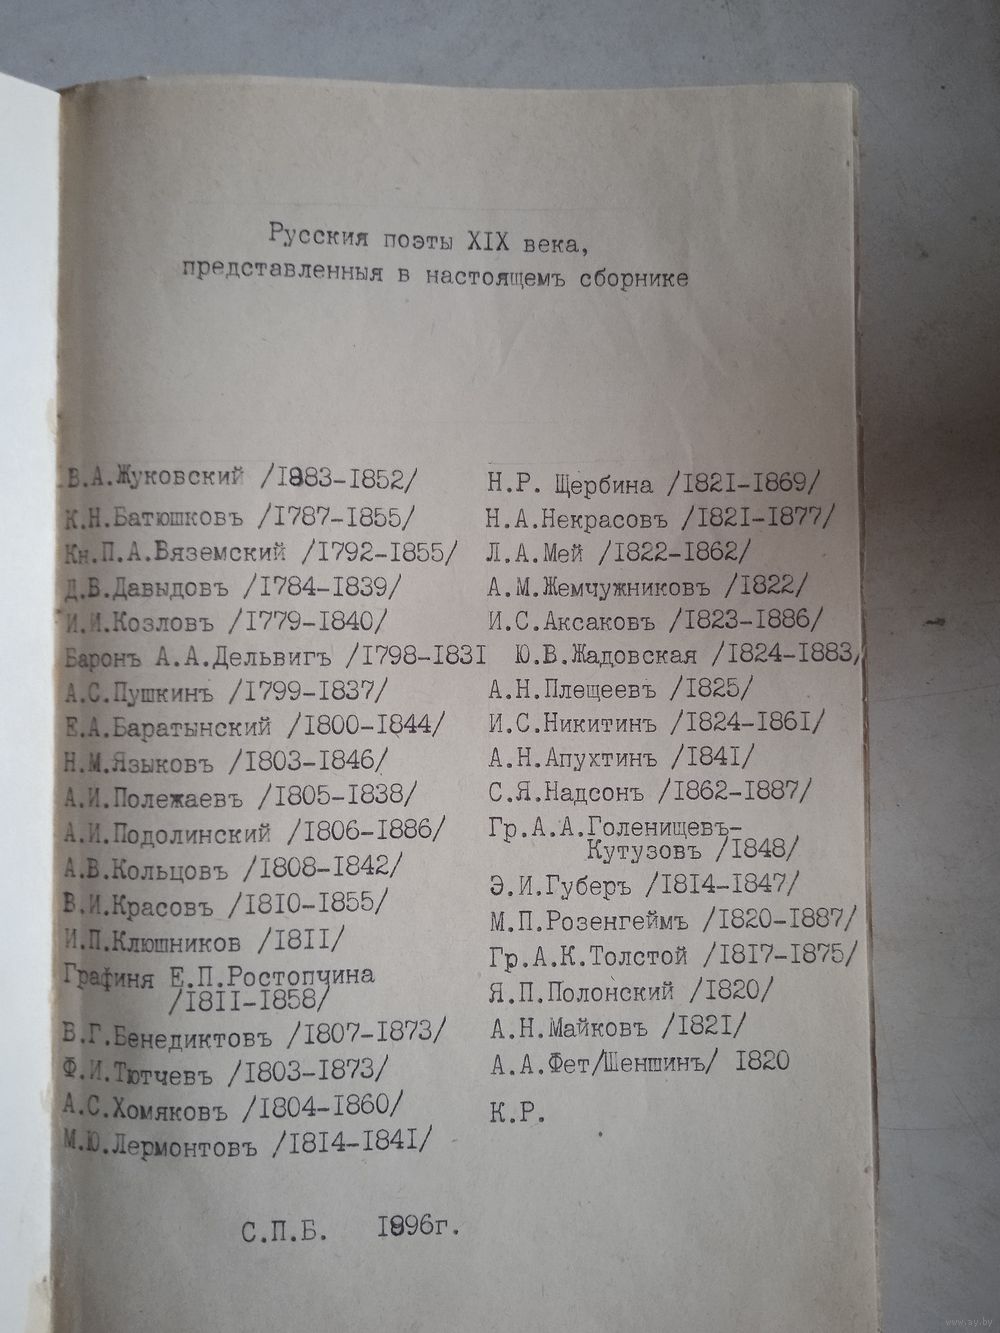 Русския поэты XIX века,
представленныя в настоящемъ сборнике
В.А.Жуковский /I983-I852/
К.Н.Батюшковъ /I787-I855/
Кн.П.А.Вяземский /I792-I855/
Д.В.Давыдовъ /I784-I839/
И.И.Козловъ /I779-I840/
Баронъ А.А.Дельвигъ /I798-I83I
А.С.Пушкинъ /I799-I837/
Е.А.Баратынский /I800-I844/
Н.М.Языковъ /I803-I846/
А.И.Полежаевъ /I805-I838/
А.И.Подолинский /I806-I886/
А.В.Кольцовъ /I808-I842/
В.И.Красовъ /I8I0-I855/
И.П.Клюшников /I8II/
Графиня Е.П.Ростопчина
/I8II-I858/
В.Г.Бенедиктовъ /I807-I873/
Ф.И.Тютчевъ /I803-I873/
А.С.Хомяковъ /I804-I860/
М.Ю.Лермонтовъ /I8I4-I84I/
Н.Р. Щербина /I82I-I869/
Н.А.Некрасовъ /I82I-I877/
Л.А.Мей /I822-I862/
А.М.Жемчужниковъ /I822/
И.С.Аксаковъ /I823-I886/
Ю.В.Жадовская /I824-I883/
А.Н.Плещеевъ /I825/
И.С.Никитинъ /I824-I86I/
А.Н.Апухтинъ /I84I/
С.Я.Надсонъ /I862-I887/
Гр.А.А.Голенищевъ-
Кутузовъ /I848/
Э.И.Губеръ /I8I4-I847/
М.П.Розенгеймъ /I820-I887/
Гр.А.К.Толстой /I8I7-I875/
Я.П.Полонский /I820/
А.Н.Майковъ /I82I/
А.А.Фет/Шеншинъ/ I820
К.Р.
С.П.Б. I896г.
www.ay.by